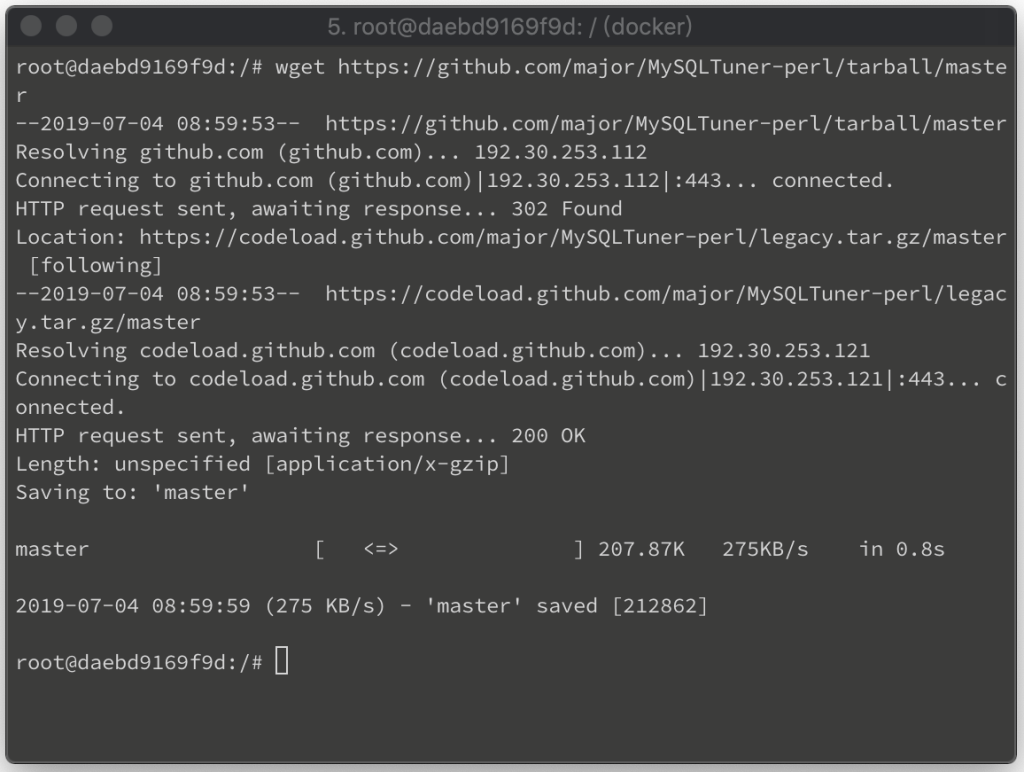 5. root@daebd9169f9d: / (docker)
root@daebd9169f9d:/# wget https://github.com/major/MySQLTuner-perl/tarball/maste
r
--2019-07-04 08:59:53--  https://github.com/major/MySQLTuner-perl/tarball/master
Resolving github.com (github.com)... 192.30.253.112
Connecting to github.com (github.com)|192.30.253.112|:443... connected.
HTTP request sent, awaiting response... 302 Found
Location: https://codeload.github.com/major/MySQLTuner-perl/legacy.tar.gz/master
 [following]
--2019-07-04 08:59:53--  https://codeload.github.com/major/MySQLTuner-perl/legac
y.tar.gz/master
Resolving codeload.github.com (codeload.github.com)... 192.30.253.121
Connecting to codeload.github.com (codeload.github.com)|192.30.253.121|:443... c
onnected.
HTTP request sent, awaiting response... 200 OK
Length: unspecified [application/x-gzip]
Saving to: 'master'
master                  [   <=>              ] 207.87K   275KB/s    in 0.8s
2019-07-04 08:59:59 (275 KB/s) - 'master' saved [212862]
root@daebd9169f9d:/#